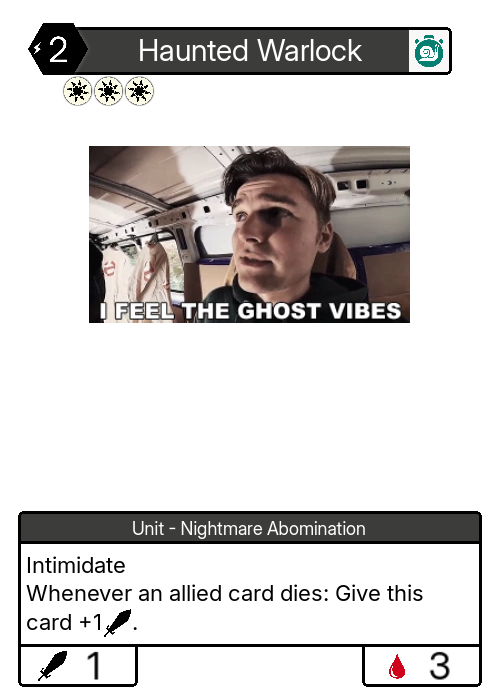 2
Haunted Warlock
I FEEL THE GHOST VIBES
Unit - Nightmare Abomination
Intimidate
Whenever an allied card dies: Give this
card +1.
1
3